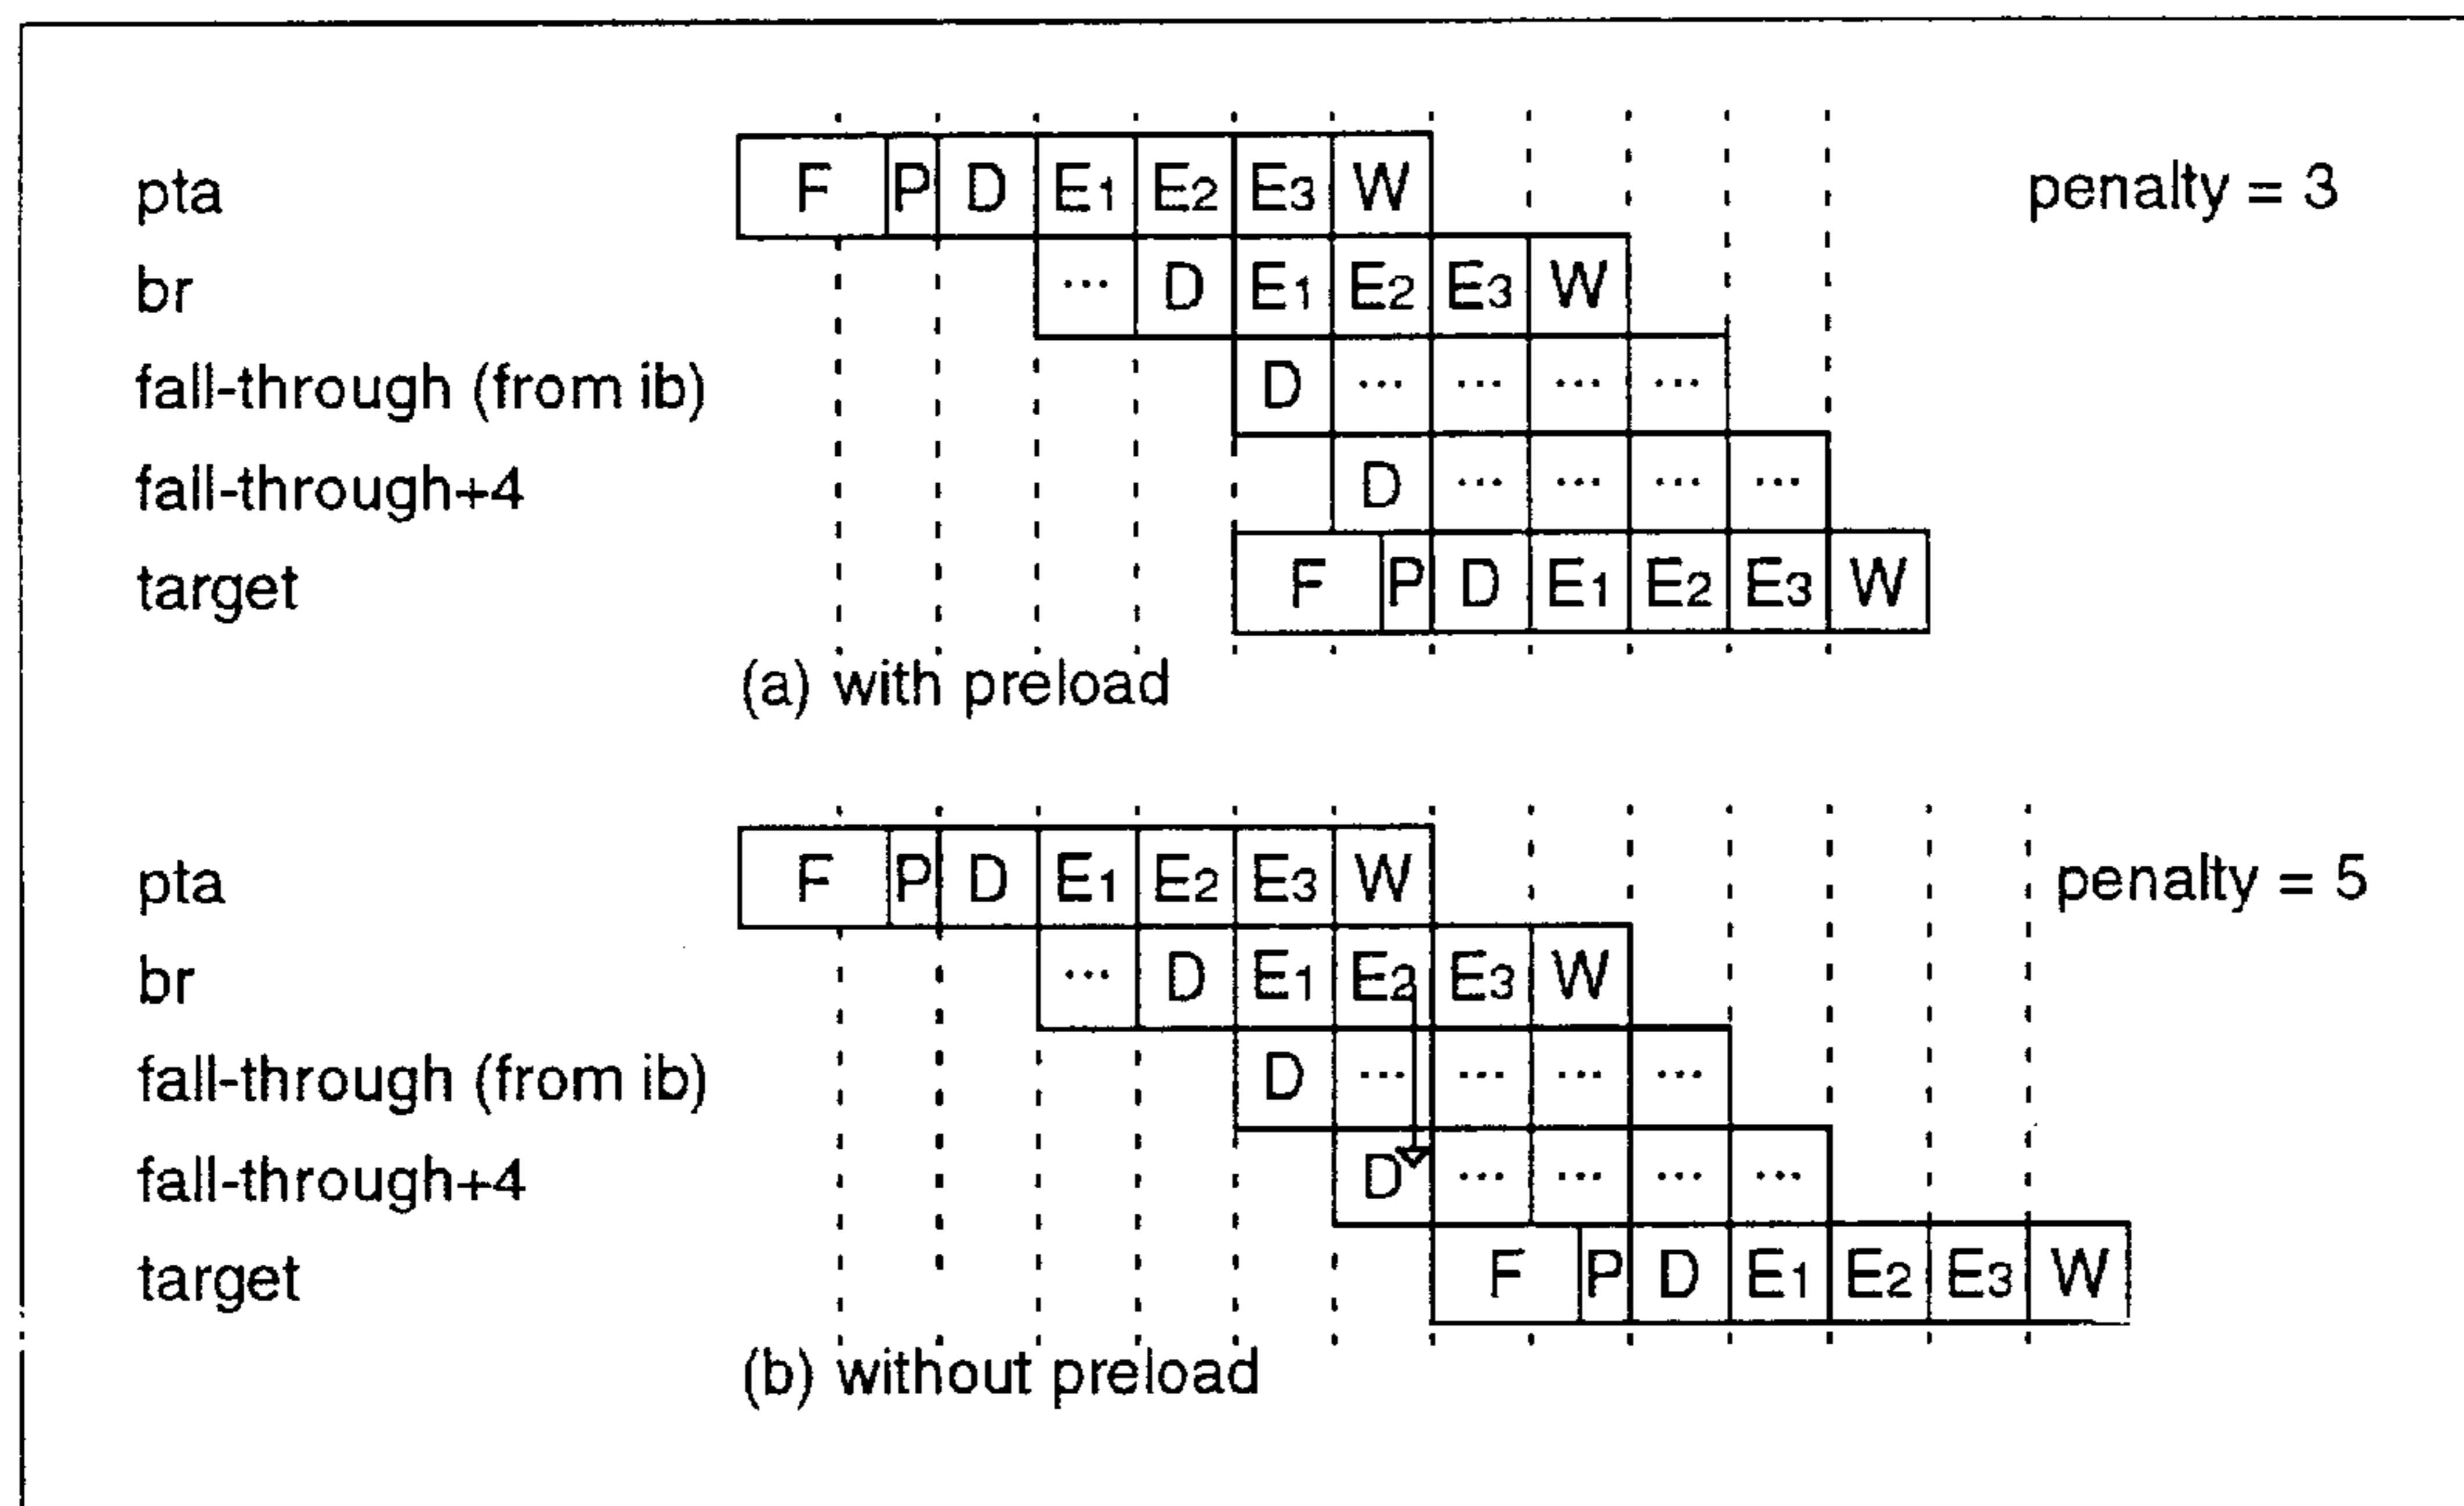 pta F P D E1 E2 E3 W penalty = 3
br ... D E1 E2 E3 W
fall-through (from ib) D ... ... ... ...
fall-through+4 D ... ... ... ...
target F P D E1 E2 E3 W
(a) with preload
pta F P D E1 E2 E3 W penalty = 5
br ... D E1 E2 E3 W
fall-through (from ib) D ... ... ... ...
fall-through+4 D ... ... ... ...
target F P D E1 E2 E3 W
(b) without preload